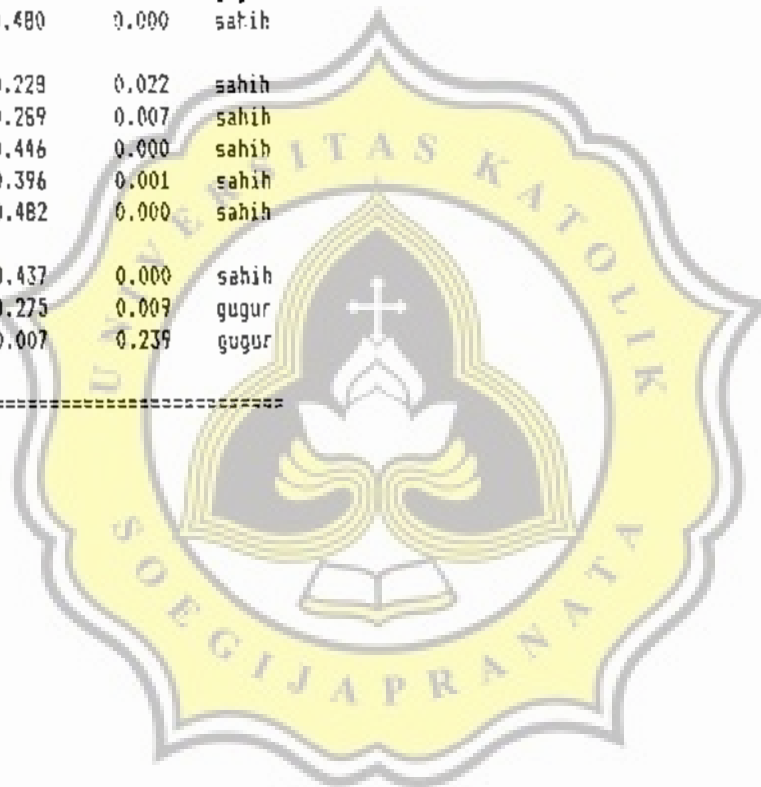 .480 0.000 sahih
.229 0.022 sahih
.269 0.007 sahih
.446 0.000 sahih
.396 0.001 sahih
.482 0.000 sahih
.437 0.000 sahih
.275 0.009 gugur
.007 0.239 gugur
==============================
UNIVERSITAS KATOLIK
SOEGIJAPRANATA